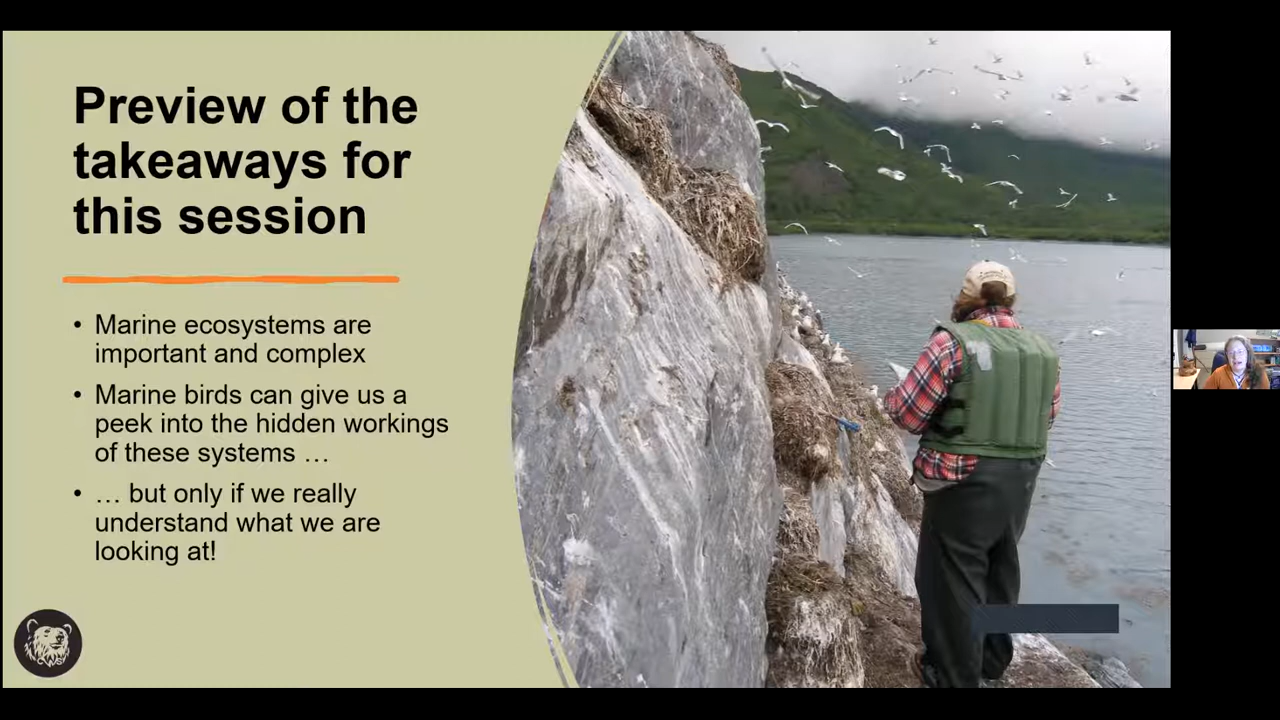 Preview of the
takeaways for
this session
• Marine ecosystems are
important and complex
• Marine birds can give us a
peek into the hidden workings
of these systems …
• … but only if we really
understand what we are
looking at!